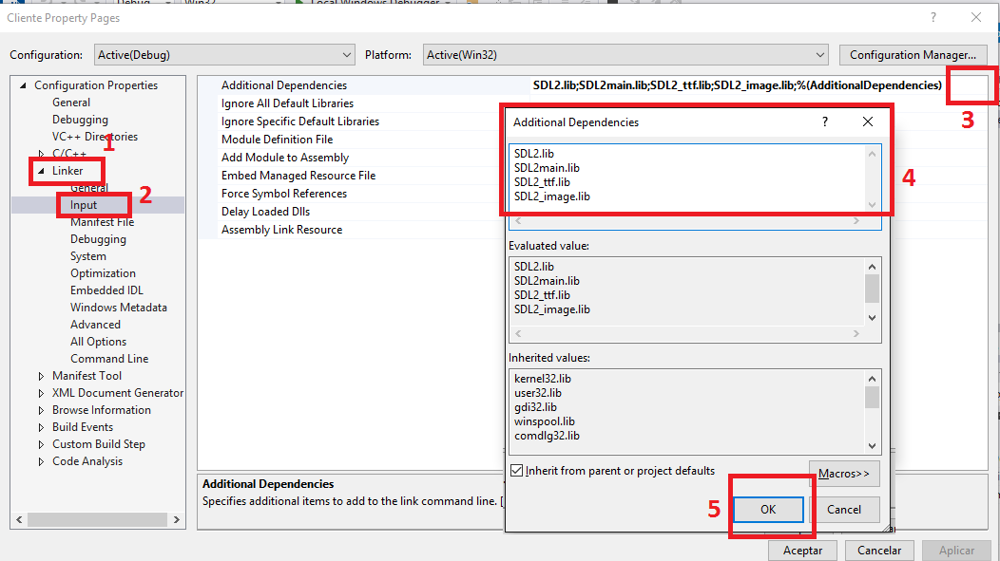 Debug
Win32
Local Windows Debugger
Cliente Property Pages
?
Configuration:
Active(Debug)
Platform:
Active(Win32)
Configuration Manager...
Configuration Properties
General
Debugging
VC++ Directories
C/C++
1
Linker
General
Input
2
Manifest File
Debugging
System
Optimization
Embedded IDL
Windows Metadata
Advanced
All Options
Command Line
Manifest Tool
XML Document Generator
Browse Information
Build Events
Custom Build Step
Code Analysis
Additional Dependencies
SDL2.lib;SDL2main.lib;SDL2_ttf.lib;SDL2_image.lib;%(AdditionalDependencies)
3
Ignore All Default Libraries
Ignore Specific Default Libraries
Module Definition File
Add Module to Assembly
Embed Managed Resource File
Force Symbol References
Delay Loaded Dlls
Assembly Link Resource
Additional Dependencies
?
SDL2.lib
SDL2main.lib
SDL2_ttf.lib
SDL2_image.lib
4
Evaluated value:
SDL2.lib
SDL2main.lib
SDL2_ttf.lib
SDL2_image.lib
Inherited values:
kernel32.lib
user32.lib
gdi32.lib
winspool.lib
comdlg32.lib
Inherit from parent or project defaults
Macros>>
5
OK
Cancel
Additional Dependencies
Specifies additional items to add to the link command line. [
Aceptar
Cancelar
Aplicar